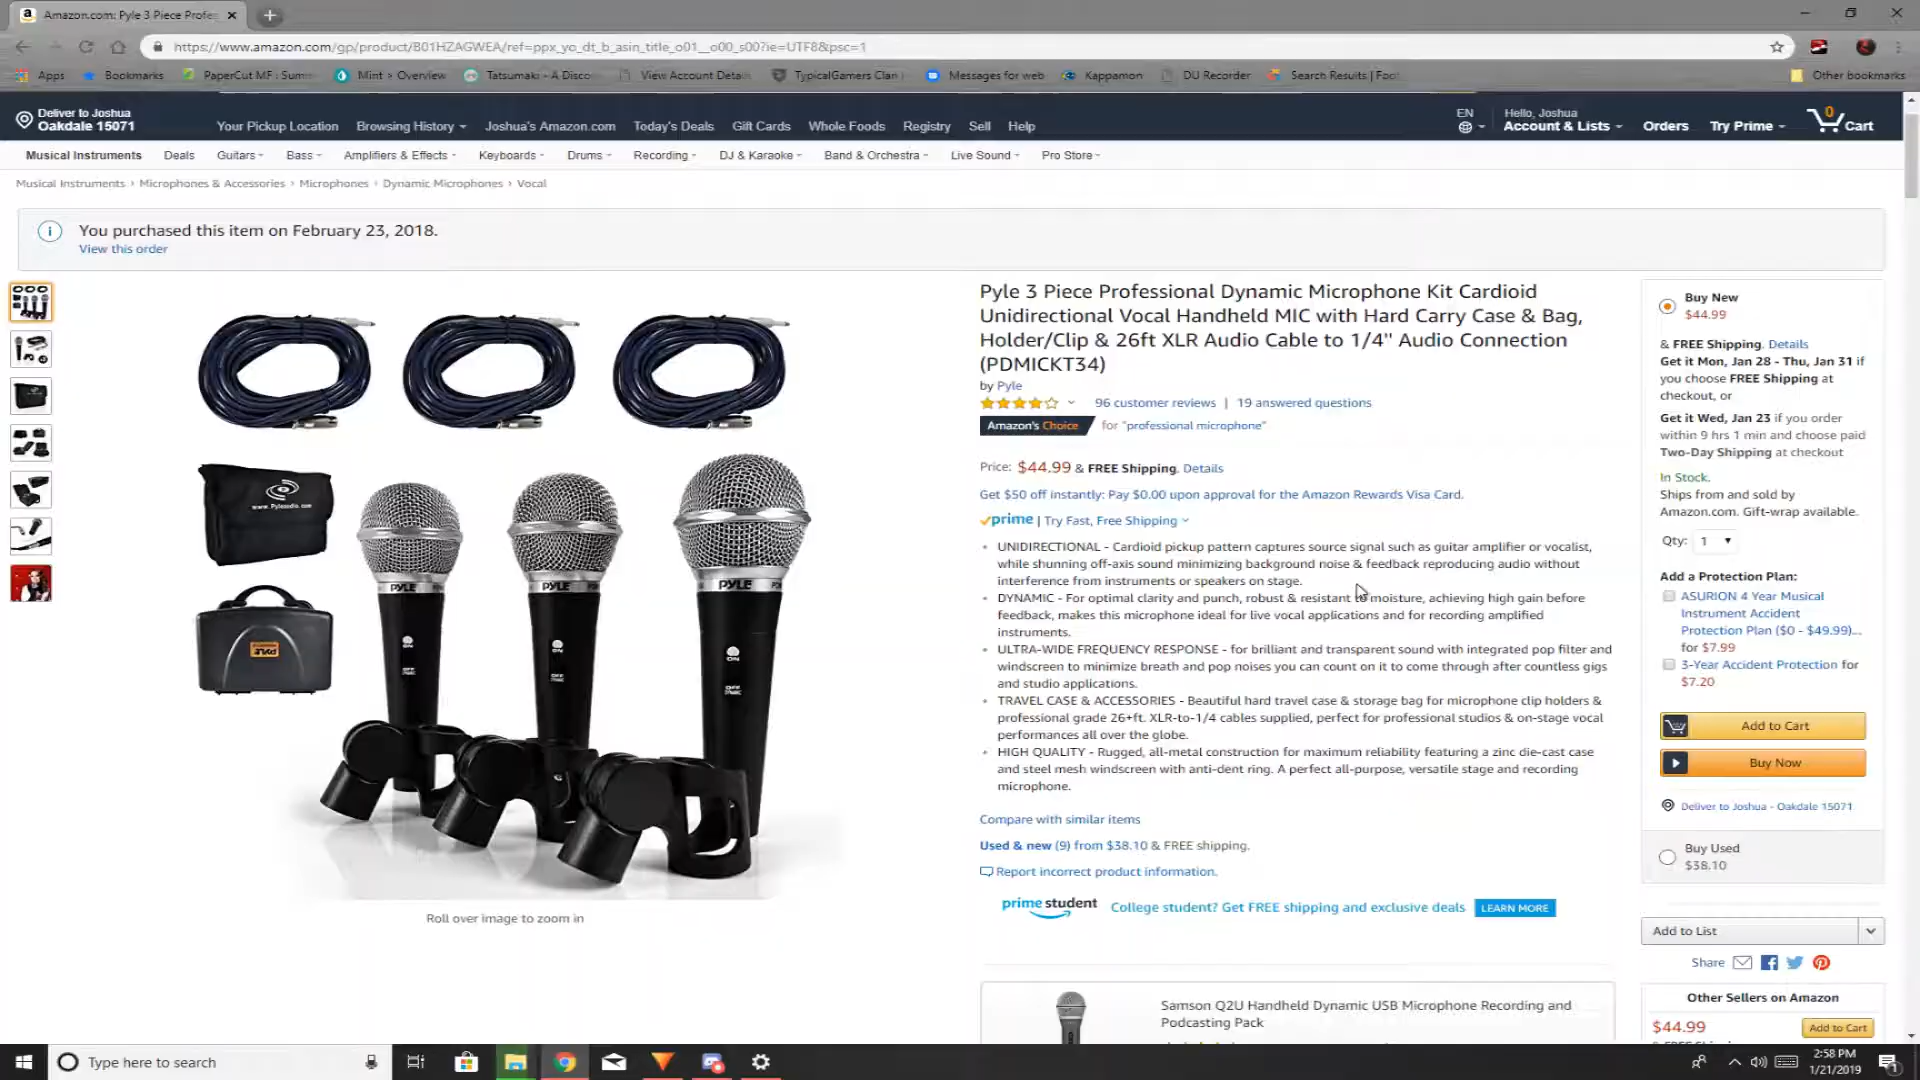 Amazon.com: Pyle 3 Piece Profes
https://www.amazon.com/gp/product/B01HZAGWEA/ref=ppx_yo_dt_b_asin_title_o01__o00_s00?ie=UTF8&psc=1
Apps Bookmarks PaperCut MF : Sum Mint > Overview Tatsumaki - A Disco View Account Detai TypicalGamers Clan Messages for web Kappamon DU Recorder Search Results | Foo Other bookmarks
Deliver to Joshua
Oakdale 15071
Your Pickup Location Browsing History Joshua's Amazon.com Today's Deals Gift Cards Whole Foods Registry Sell Help
EN
Hello, Joshua
Account & Lists Orders Try Prime 0 Cart
Musical Instruments Deals Guitars Bass Amplifiers & Effects Keyboards Drums Recording DJ & Karaoke Band & Orchestra Live Sound Pro Store
Musical Instruments › Microphones & Accessories › Microphones › Dynamic Microphones › Vocal
You purchased this item on February 23, 2018.
View this order
www.Pyleaudio.com
PYLE
PYLE
PYLE
PYLE
ON
ON
ON
OFF
OFF
OFF
Roll over image to zoom in
Pyle 3 Piece Professional Dynamic Microphone Kit Cardioid
Unidirectional Vocal Handheld MIC with Hard Carry Case & Bag,
Holder/Clip & 26ft XLR Audio Cable to 1/4" Audio Connection
(PDMICKT34)
by Pyle
96 customer reviews | 19 answered questions
Amazon's Choice for "professional microphone"
Price: $44.99 & FREE Shipping. Details
Get $50 off instantly: Pay $0.00 upon approval for the Amazon Rewards Visa Card.
prime | Try Fast, Free Shipping
• UNIDIRECTIONAL - Cardioid pickup pattern captures source signal such as guitar amplifier or vocalist,
while shunning off-axis sound minimizing background noise & feedback reproducing audio without
interference from instruments or speakers on stage.
• DYNAMIC - For optimal clarity and punch, robust & resistant to moisture, achieving high gain before
feedback, makes this microphone ideal for live vocal applications and for recording amplified
instruments.
• ULTRA-WIDE FREQUENCY RESPONSE - for brilliant and transparent sound with integrated pop filter and
windscreen to minimize breath and pop noises you can count on it to come through after countless gigs
and studio applications.
• TRAVEL CASE & ACCESSORIES - Beautiful hard travel case & storage bag for microphone clip holders &
professional grade 26+ft. XLR-to-1/4 cables supplied, perfect for professional studios & on-stage vocal
performances all over the globe.
• HIGH QUALITY - Rugged, all-metal construction for maximum reliability featuring a zinc die-cast case
and steel mesh windscreen with anti-dent ring. A perfect all-purpose, versatile stage and recording
microphone.
Compare with similar items
Used & new (9) from $38.10 & FREE shipping.
Report incorrect product information.
prime student College student? Get FREE shipping and exclusive deals LEARN MORE
Samson Q2U Handheld Dynamic USB Microphone Recording and
Podcasting Pack
Buy New
$44.99
& FREE Shipping. Details
Get it Mon, Jan 28 - Thu, Jan 31 if
you choose FREE Shipping at
checkout, or
Get it Wed, Jan 23 if you order
within 9 hrs 1 min and choose paid
Two-Day Shipping at checkout
In Stock.
Ships from and sold by
Amazon.com. Gift-wrap available.
Qty: 1
Add a Protection Plan:
ASURION 4 Year Musical
Instrument Accident
Protection Plan ($0 - $49.99)...
for $7.99
3-Year Accident Protection for
$7.20
Add to Cart
Buy Now
Deliver to Joshua - Oakdale 15071
Buy Used
$38.10
Add to List
Share
Other Sellers on Amazon
$44.99 Add to Cart
Type here to search
2:58 PM
1/21/2019